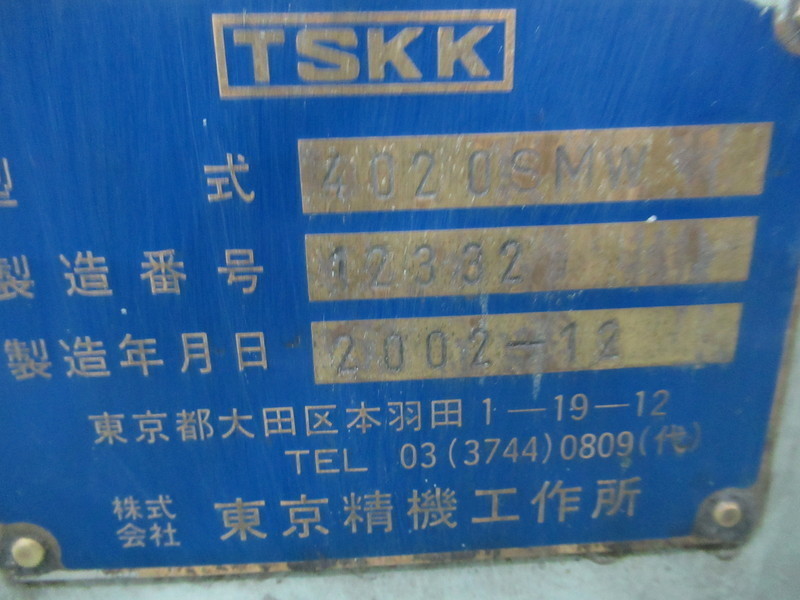 TSKK
型式 4020SMW
製造番号 12332
製造年月日 2002-12
東京都大田区本羽田1-19-12
TEL 03(3744)0809(代)
株式会社 東京精機工作所